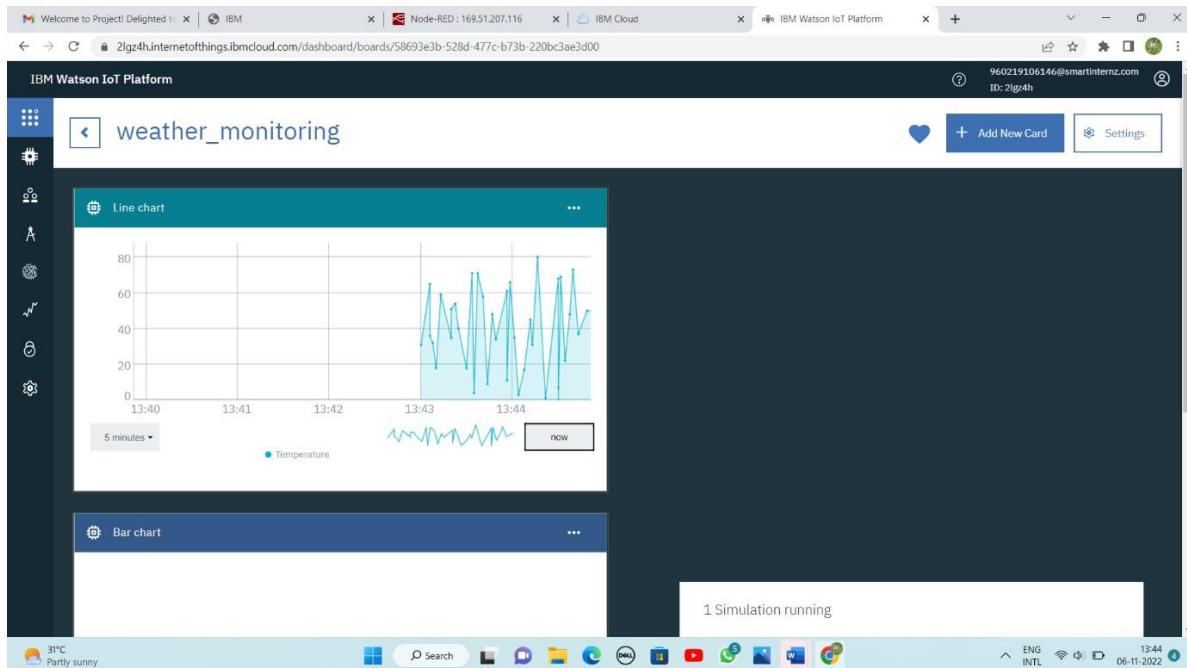 Welcome to Project! Delighted t
IBM
Node-RED : 169.51.207.116
IBM Cloud
IBM Watson IoT Platform
2lgz4h.internetofthings.ibmcloud.com/dashboard/boards/58693e3b-528d-477c-b73b-220bc3ae3d00
IBM Watson IoT Platform
960219106146@smartinternz.com
ID: 2lgz4h
weather_monitoring
Add New Card
Settings
Line chart
80
60
40
20
0
13:40 13:41 13:42 13:43 13:44
5 minutes
now
Temperature
Bar chart
1 Simulation running
31°C
Partly sunny
Search
DELL
ENG
INTL
13:44
06-11-2022